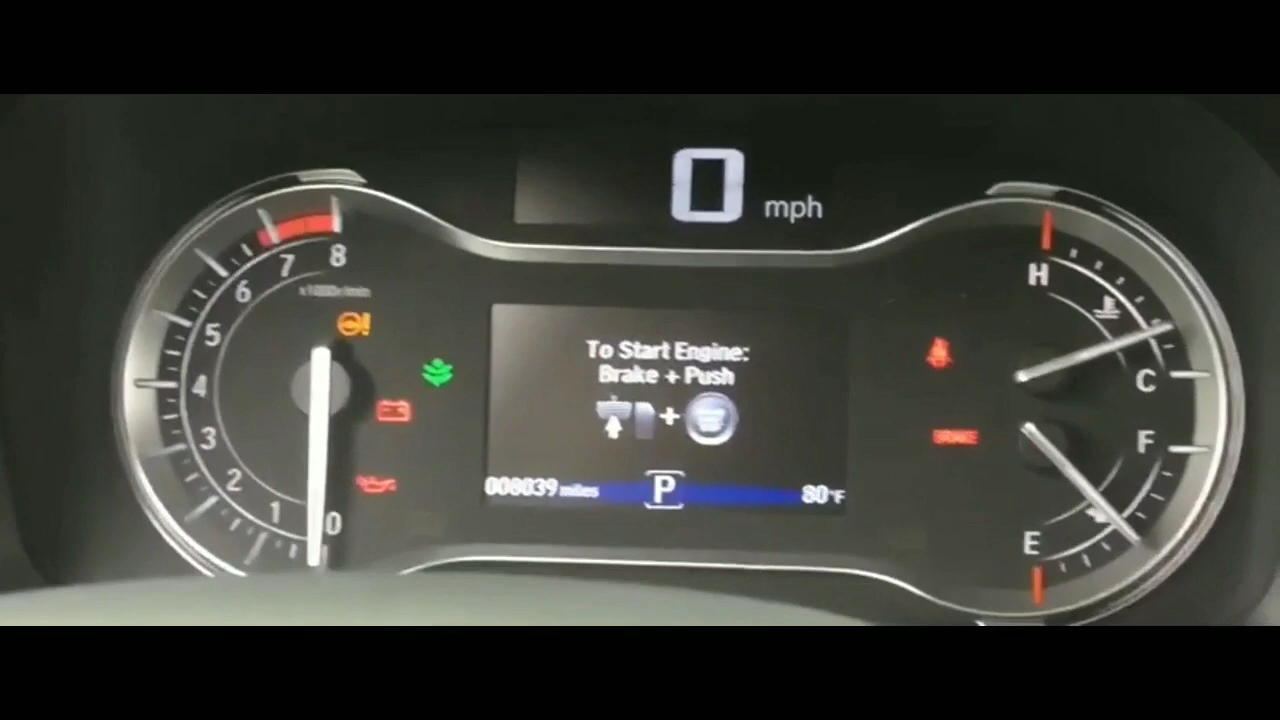 0 mph
8
7
6
x1000r/min
5
To Start Engine:
Brake + Push
H
C
4
+
3
BRAKE
F
2
008039 miles P 80°F
1
0
E